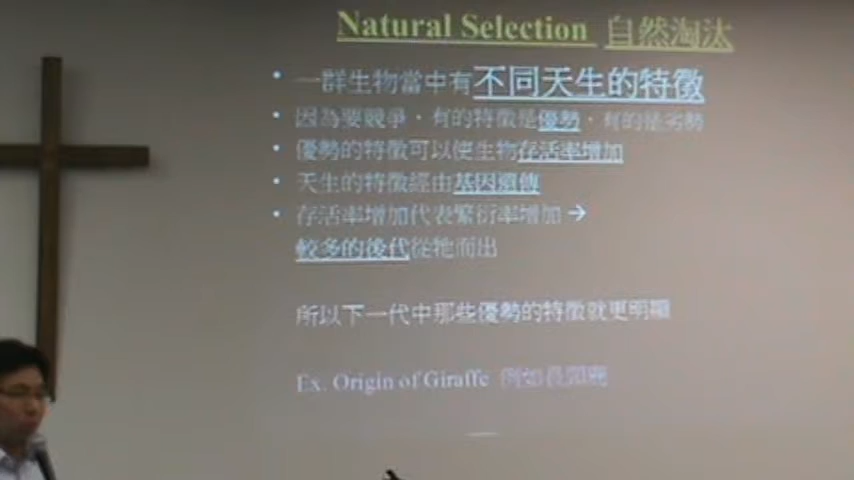 Natural Selection 自然淘汰
• 一群生物當中有不同天生的特徵
• 因為要競爭，有的特徵是優勢，有的是劣勢
• 優勢的特徵可以使生物存活率增加
• 天生的特徵經由基因遺傳
• 存活率增加代表繁衍率增加→
較多的後代從牠而出
所以下一代中那些優勢的特徵就更明顯
Ex. Origin of Giraffe 例如長頸鹿